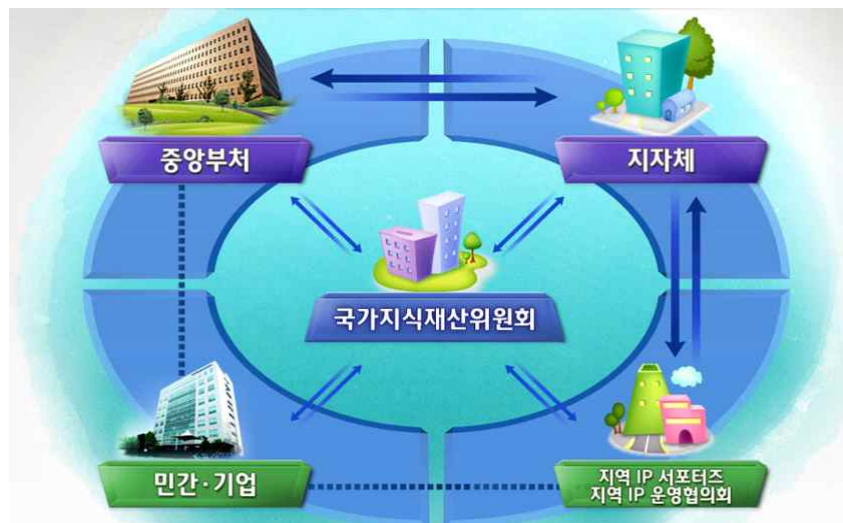 중앙부처
지자체
국가지식재산위원회
민간·기업
지역 IP 서포터즈
지역 IP 운영협의회